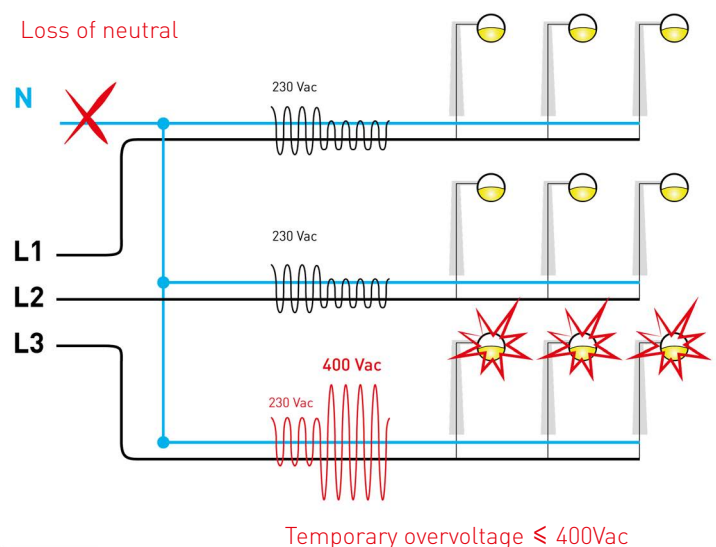 Loss of neutral
N
230 Vac
L1
230 Vac
L2
L3
400 Vac
230 Vac
Temporary overvoltage ⩽ 400Vac